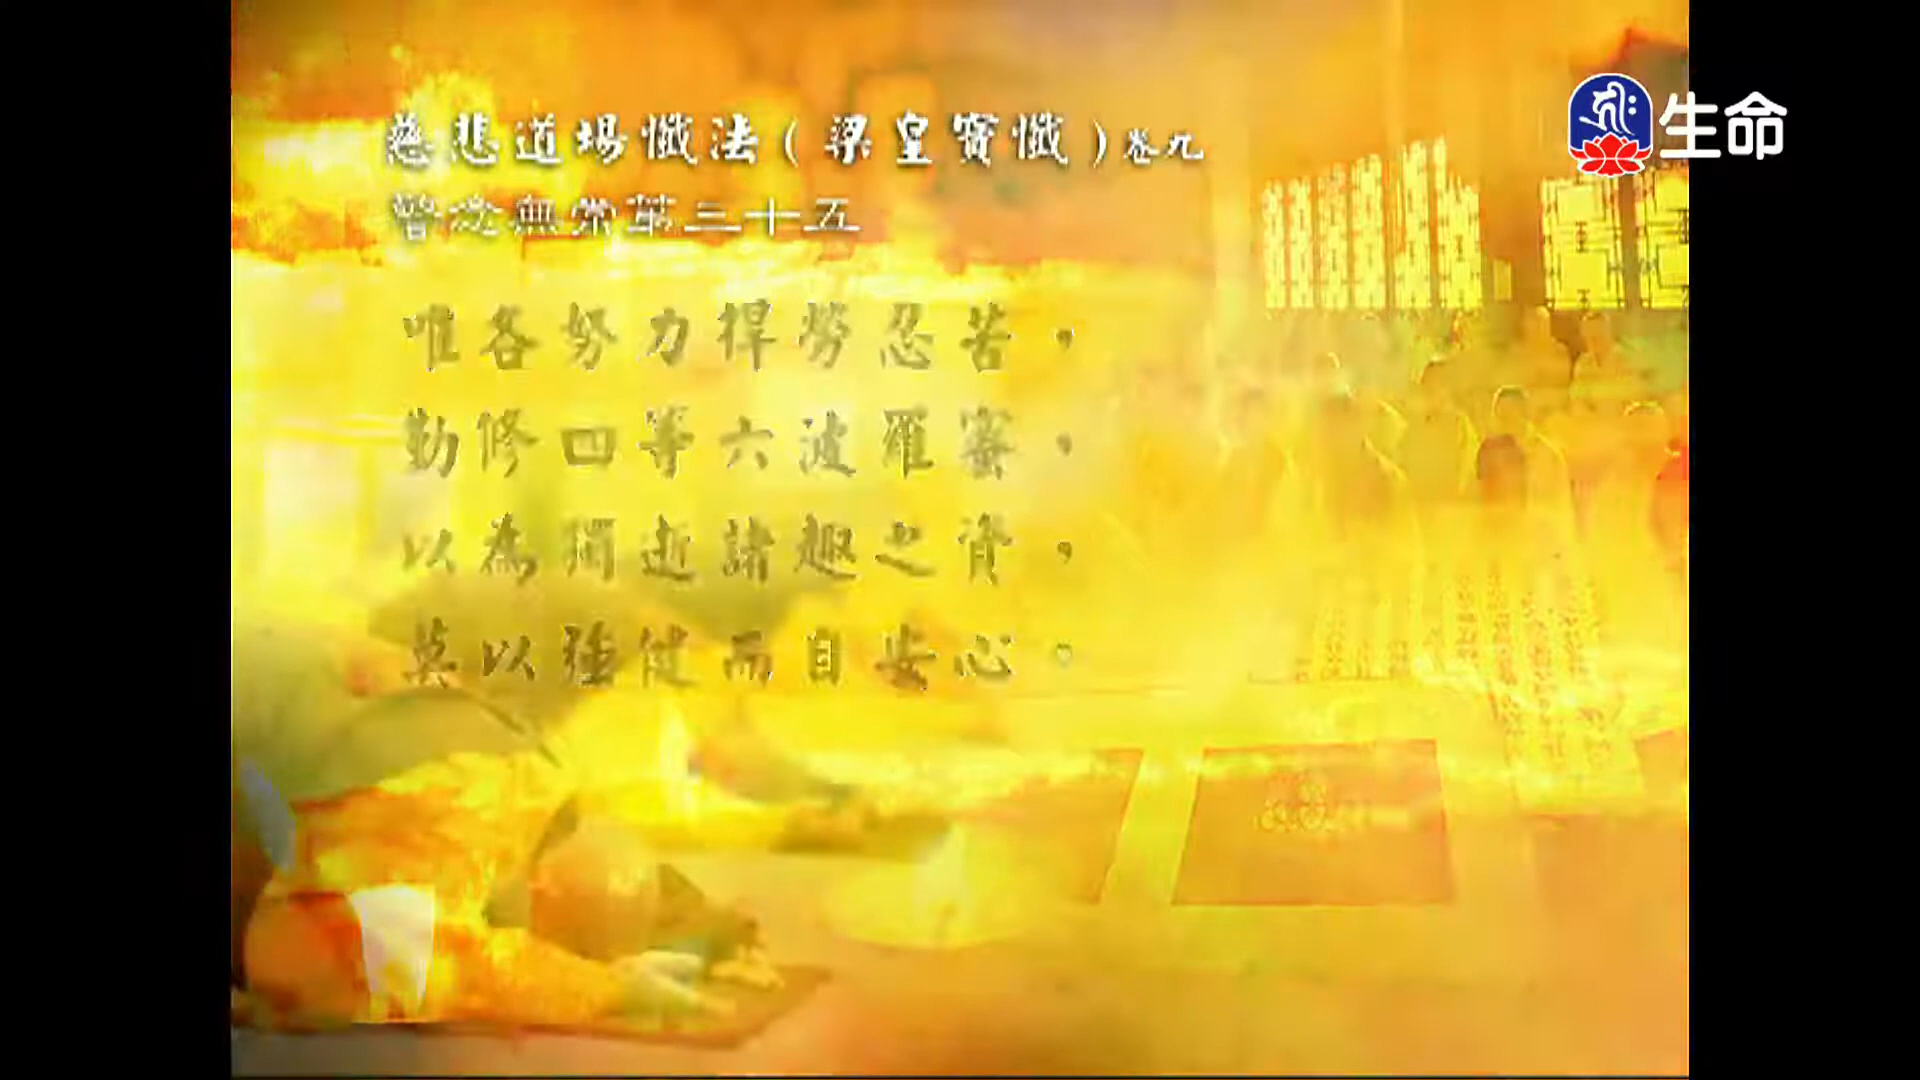 慈悲道場懺法(梁皇寶懺)卷九
生命
警念無常第三十五
唯各努力捍勞忍苦，
勤修四等六波羅蜜，
以為獨逝諸趣之資，
莫以強健而自安心。